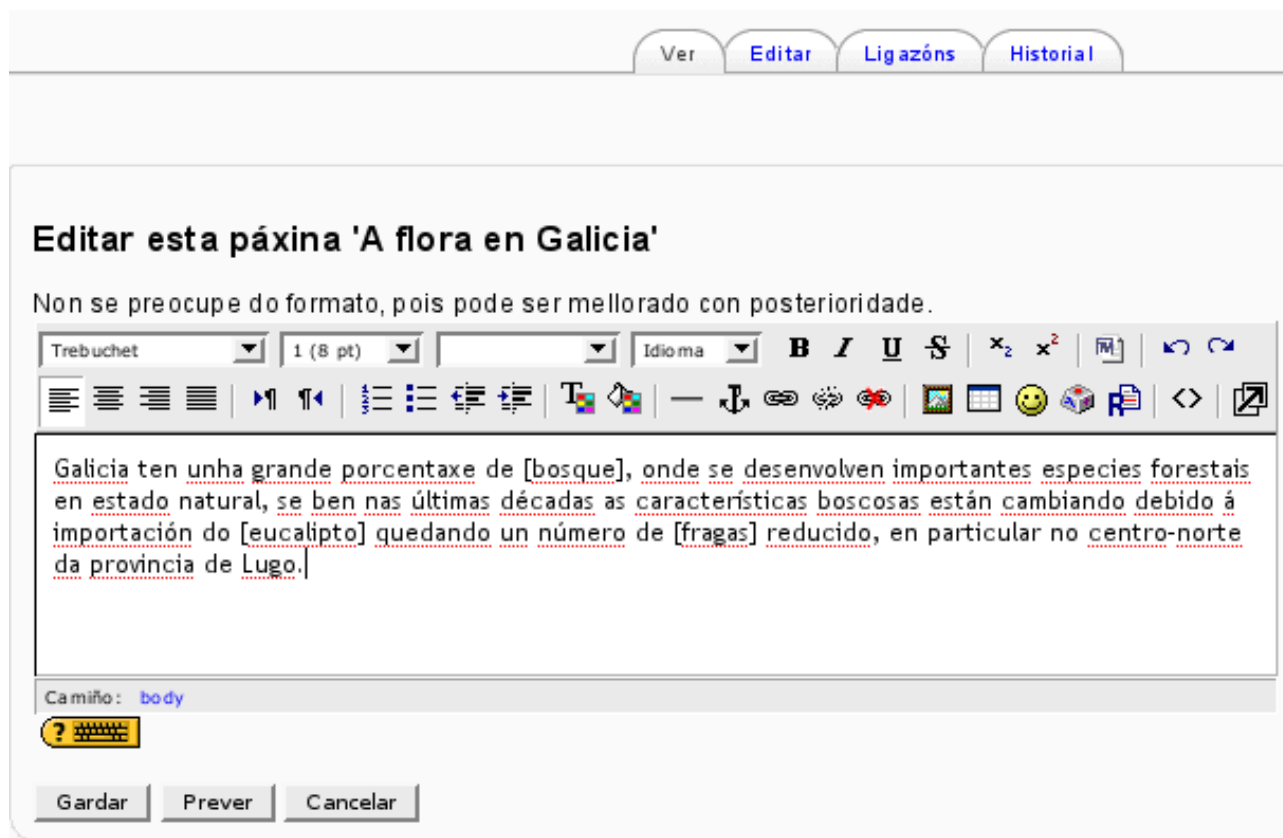 Ver Editar Ligazóns Historial
Editar esta páxina 'A flora en Galicia'
Non se preocupe do formato, pois pode ser mellorado con posterioridade.
Trebuchet 1 (8 pt) Idioma B I U S x₂ x²
Galicia ten unha grande porcentaxe de [bosque], onde se desenvolven importantes especies forestais
en estado natural, se ben nas últimas décadas as características boscosas están cambiando debido á
importación do [eucalipto] quedando un número de [fragas] reducido, en particular no centro-norte
da provincia de Lugo.
Camiño: body
?
Gardar Prever Cancelar